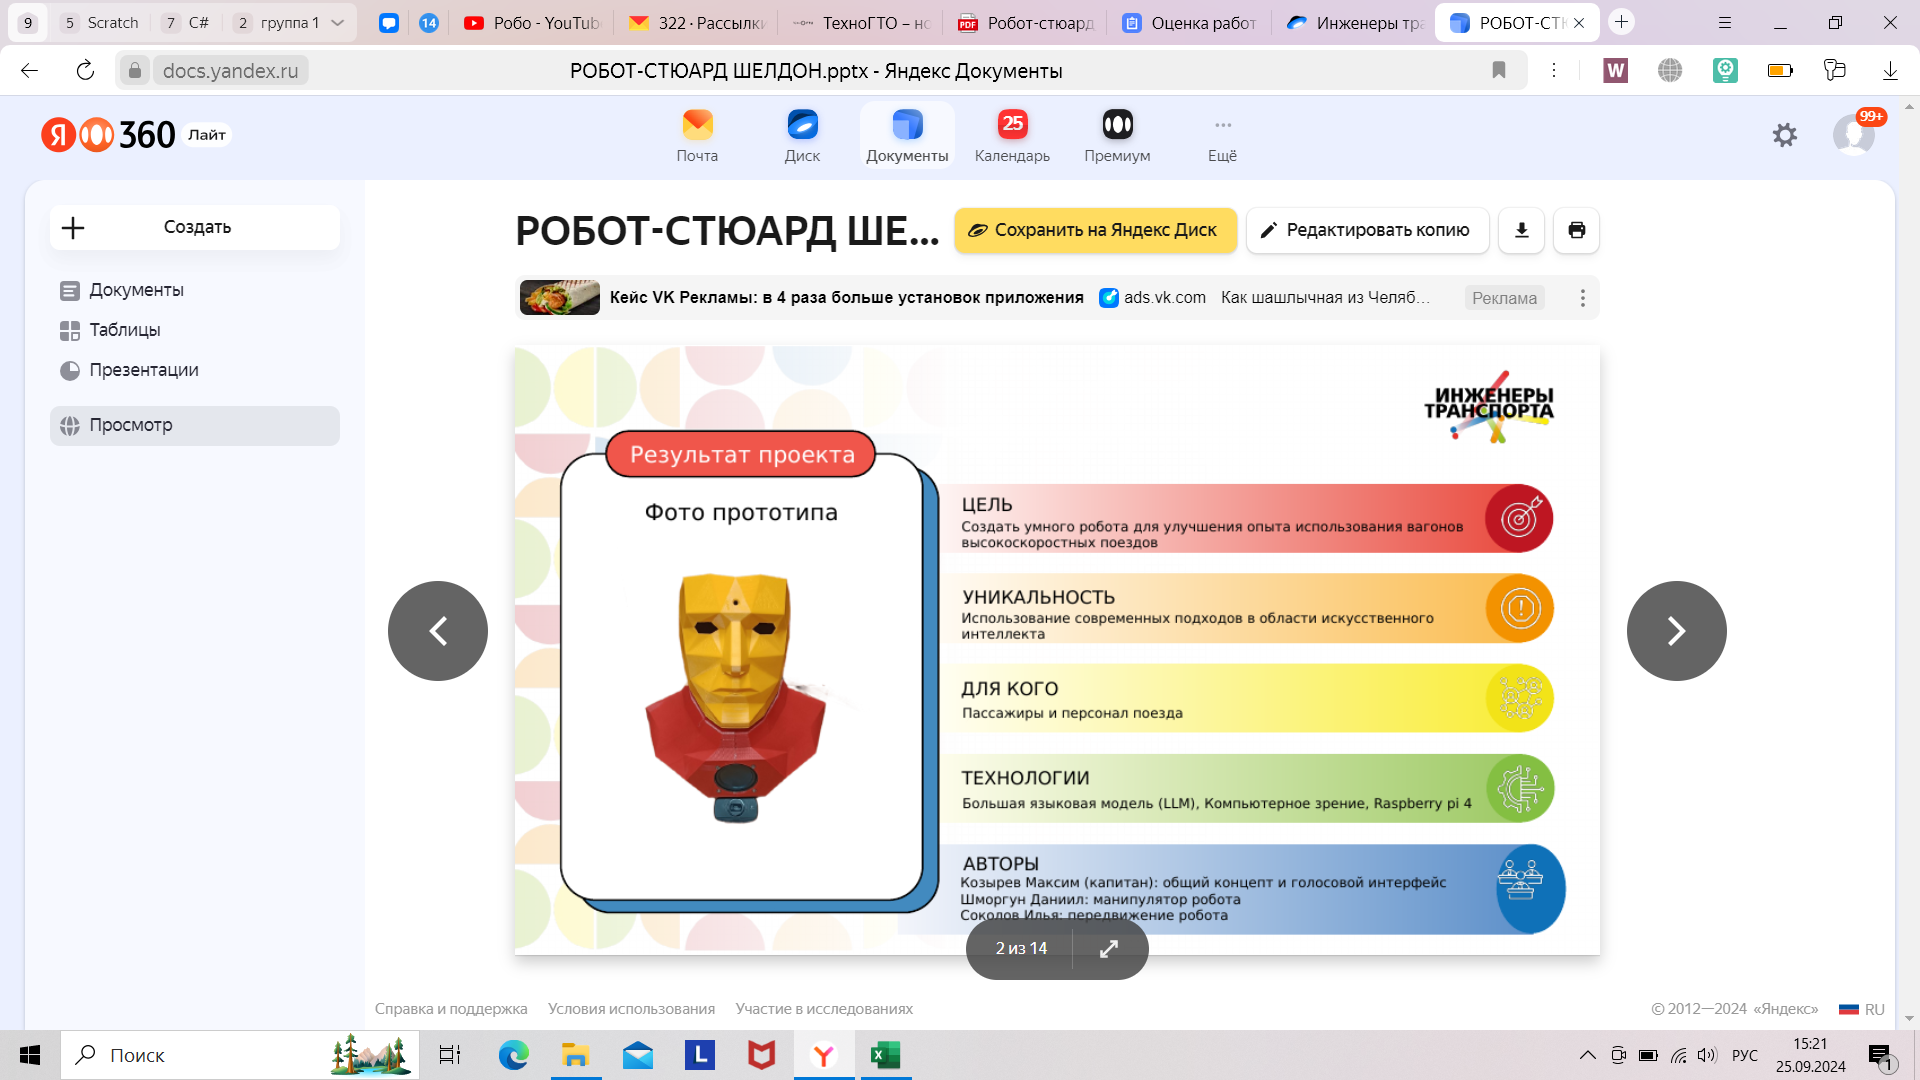 9
5 Scratch
7 C#
2 группа 1
14
Робо - YouTub
322 · Рассылки
ТехноГТО – но
Робот-стюард
Оценка работ
Инженеры тра
РОБОТ-СТЮ
docs.yandex.ru
РОБОТ-СТЮАРД ШЕЛДОН.pptx - Яндекс Документы
Я 360 Лайт
Почта
Диск
Документы
25
Календарь
Премиум
Ещё
99+
Создать
Документы
Таблицы
Презентации
Просмотр
РОБОТ-СТЮАРД ШЕ...
Сохранить на Яндекс Диск
Редактировать копию
Кейс VK Рекламы: в 4 раза больше установок приложения
ads.vk.com
Как шашлычная из Челяб...
Реклама
ИНЖЕНЕРЫ
ТРАНСПОРТА
Результат проекта
Фото прототипа
ЦЕЛЬ
Создать умного робота для улучшения опыта использования вагонов
высокоскоростных поездов
УНИКАЛЬНОСТЬ
Использование современных подходов в области искусственного
интеллекта
ДЛЯ КОГО
Пассажиры и персонал поезда
ТЕХНОЛОГИИ
Большая языковая модель (LLM), Компьютерное зрение, Raspberry pi 4
АВТОРЫ
Козырев Максим (капитан): общий концепт и голосовой интерфейс
Шморгун Даниил: манипулятор робота
Соколов Илья: передвижение робота
2 из 14
Справка и поддержка
Условия использования
Участие в исследованиях
© 2012—2024 «Яндекс»
RU
Поиск
РУС
15:21
25.09.2024
1